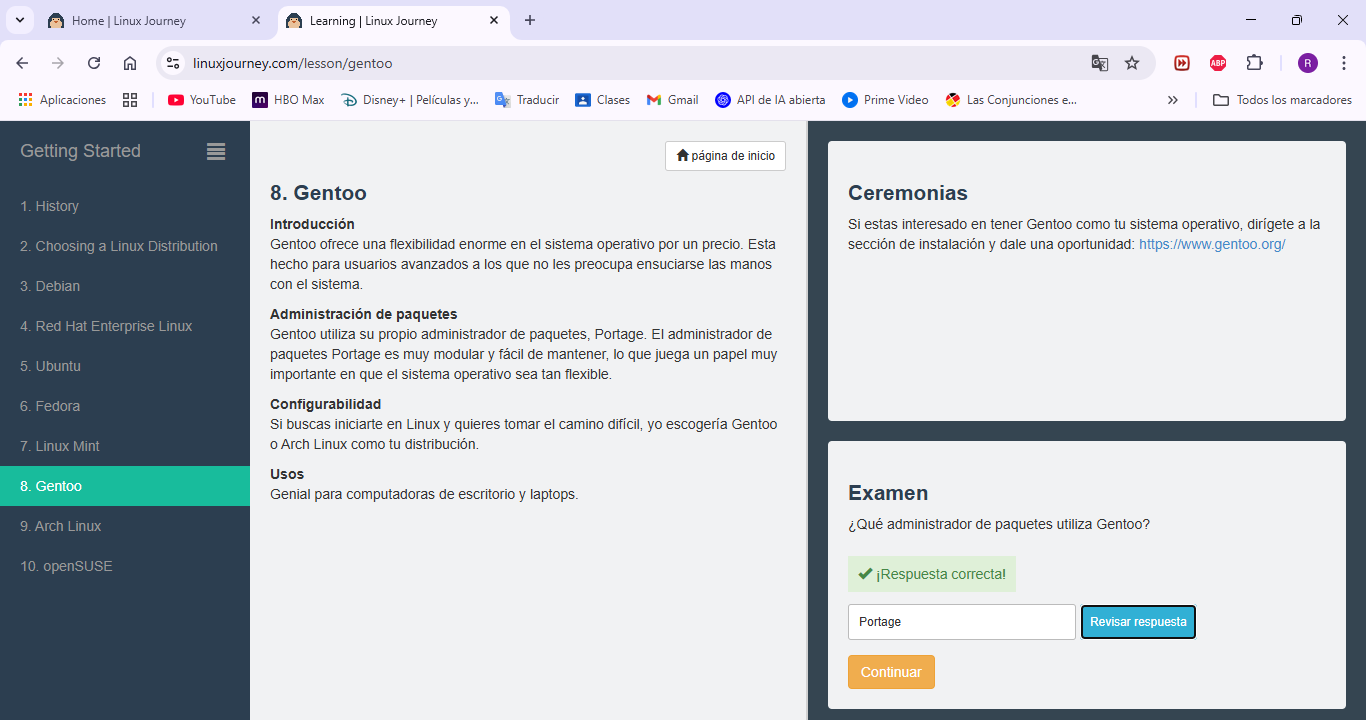 Home | Linux Journey
Learning | Linux Journey
linuxjourney.com/lesson/gentoo
Aplicaciones
YouTube
HBO Max
Disney+ | Películas y...
Traducir
Clases
Gmail
API de IA abierta
Prime Video
Las Conjunciones e...
»
Todos los marcadores
ABP
R
Getting Started
1. History
2. Choosing a Linux Distribution
3. Debian
4. Red Hat Enterprise Linux
5. Ubuntu
6. Fedora
7. Linux Mint
8. Gentoo
9. Arch Linux
10. openSUSE
página de inicio
8. Gentoo
Introducción
Gentoo ofrece una flexibilidad enorme en el sistema operativo por un precio. Esta
hecho para usuarios avanzados a los que no les preocupa ensuciarse las manos
con el sistema.
Administración de paquetes
Gentoo utiliza su propio administrador de paquetes, Portage. El administrador de
paquetes Portage es muy modular y fácil de mantener, lo que juega un papel muy
importante en que el sistema operativo sea tan flexible.
Configurabilidad
Si buscas iniciarte en Linux y quieres tomar el camino difícil, yo escogería Gentoo
o Arch Linux como tu distribución.
Usos
Genial para computadoras de escritorio y laptops.
Ceremonias
Si estas interesado en tener Gentoo como tu sistema operativo, dirígete a la
sección de instalación y dale una oportunidad: https://www.gentoo.org/
Examen
¿Qué administrador de paquetes utiliza Gentoo?
¡Respuesta correcta!
Portage
Revisar respuesta
Continuar